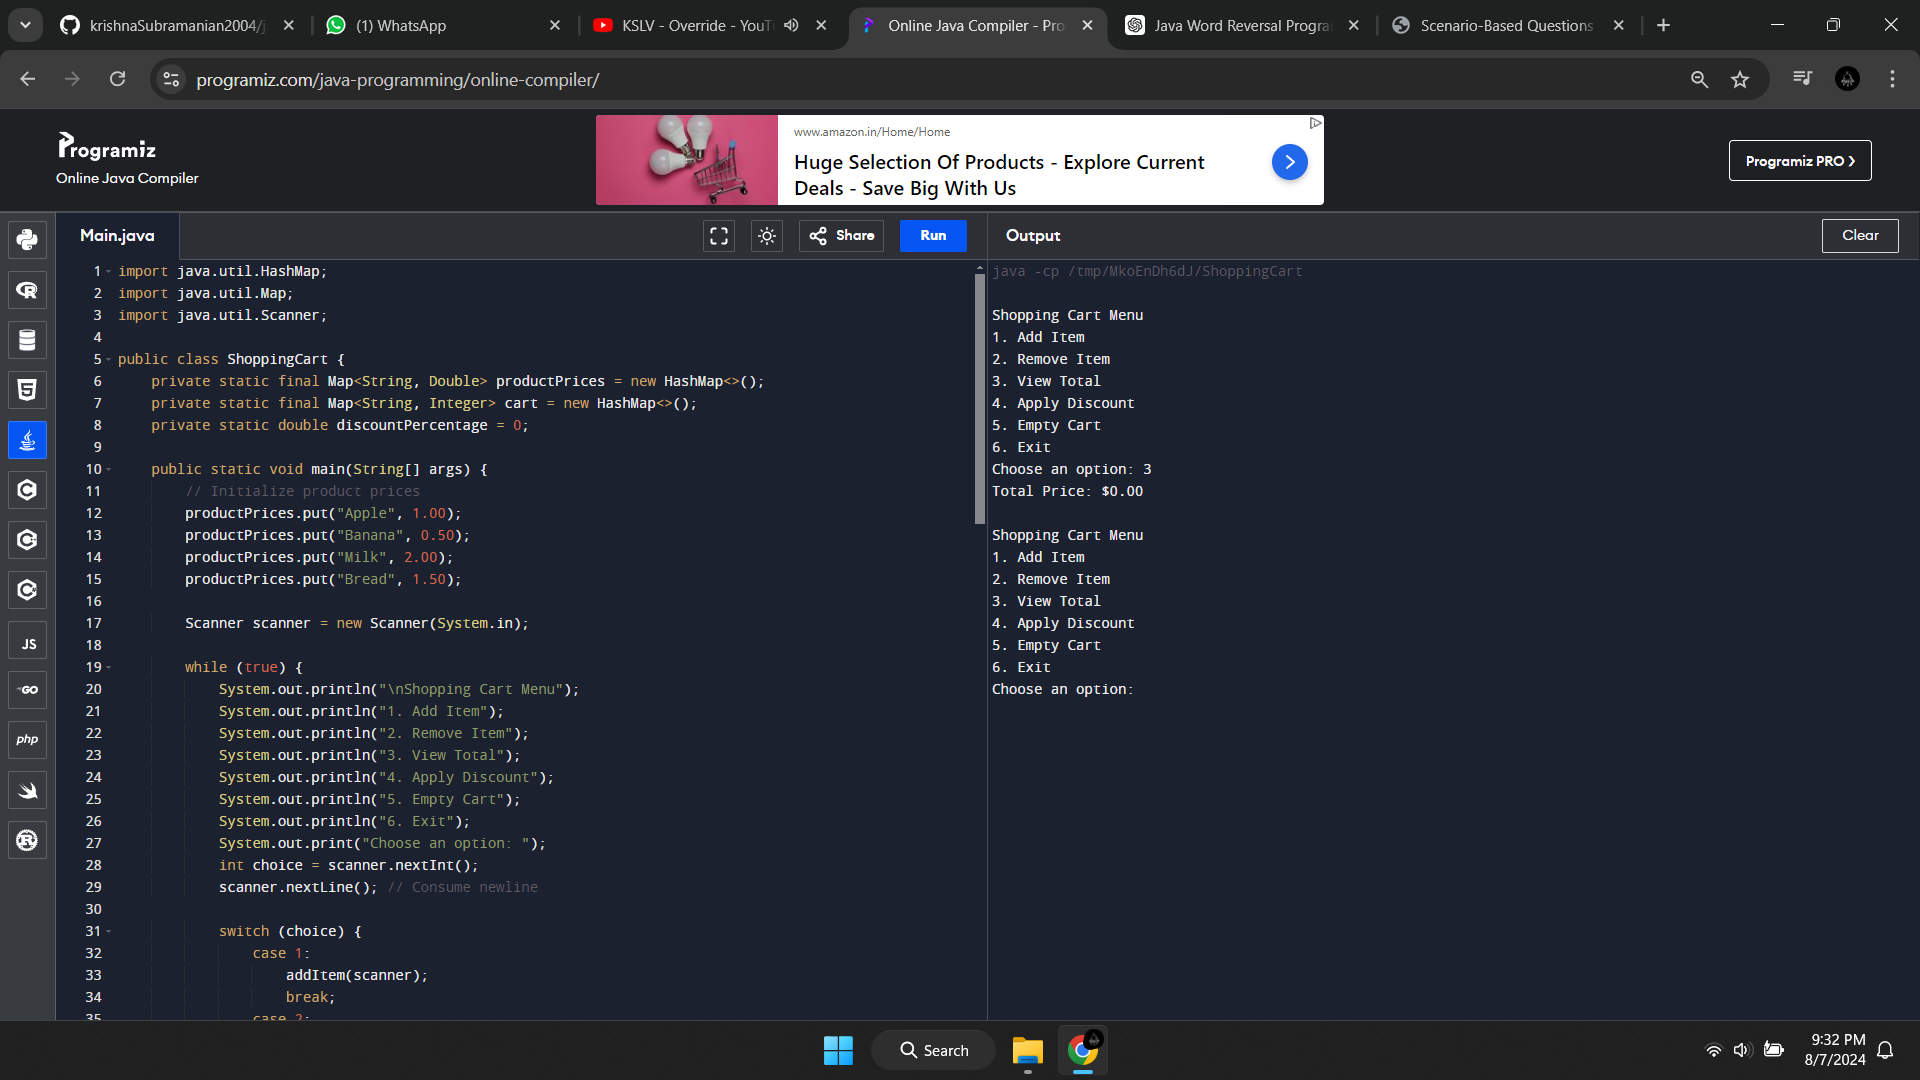 krishnaSubramanian2004/j
(1) WhatsApp
KSLV - Override - YouT
Online Java Compiler - Pro
Java Word Reversal Progra
Scenario-Based Questions
programiz.com/java-programming/online-compiler/
Programiz
Online Java Compiler
www.amazon.in/Home/Home
Huge Selection Of Products - Explore Current
Deals - Save Big With Us
Programiz PRO ›
Main.java
Share
Run
Output
Clear
JS
GO
php
1 import java.util.HashMap;
2 import java.util.Map;
3 import java.util.Scanner;
4
5 public class ShoppingCart {
6 private static final Map<String, Double> productPrices = new HashMap<>();
7 private static final Map<String, Integer> cart = new HashMap<>();
8 private static double discountPercentage = 0;
9
10 public static void main(String[] args) {
11 // Initialize product prices
12 productPrices.put("Apple", 1.00);
13 productPrices.put("Banana", 0.50);
14 productPrices.put("Milk", 2.00);
15 productPrices.put("Bread", 1.50);
16
17 Scanner scanner = new Scanner(System.in);
18
19 while (true) {
20 System.out.println("\nShopping Cart Menu");
21 System.out.println("1. Add Item");
22 System.out.println("2. Remove Item");
23 System.out.println("3. View Total");
24 System.out.println("4. Apply Discount");
25 System.out.println("5. Empty Cart");
26 System.out.println("6. Exit");
27 System.out.print("Choose an option: ");
28 int choice = scanner.nextInt();
29 scanner.nextLine(); // Consume newline
30
31 switch (choice) {
32 case 1:
33 addItem(scanner);
34 break;
35 case 2:
java -cp /tmp/MkoEnDh6dJ/ShoppingCart
Shopping Cart Menu
1. Add Item
2. Remove Item
3. View Total
4. Apply Discount
5. Empty Cart
6. Exit
Choose an option: 3
Total Price: $0.00
Shopping Cart Menu
1. Add Item
2. Remove Item
3. View Total
4. Apply Discount
5. Empty Cart
6. Exit
Choose an option:
Search
9:32 PM
8/7/2024